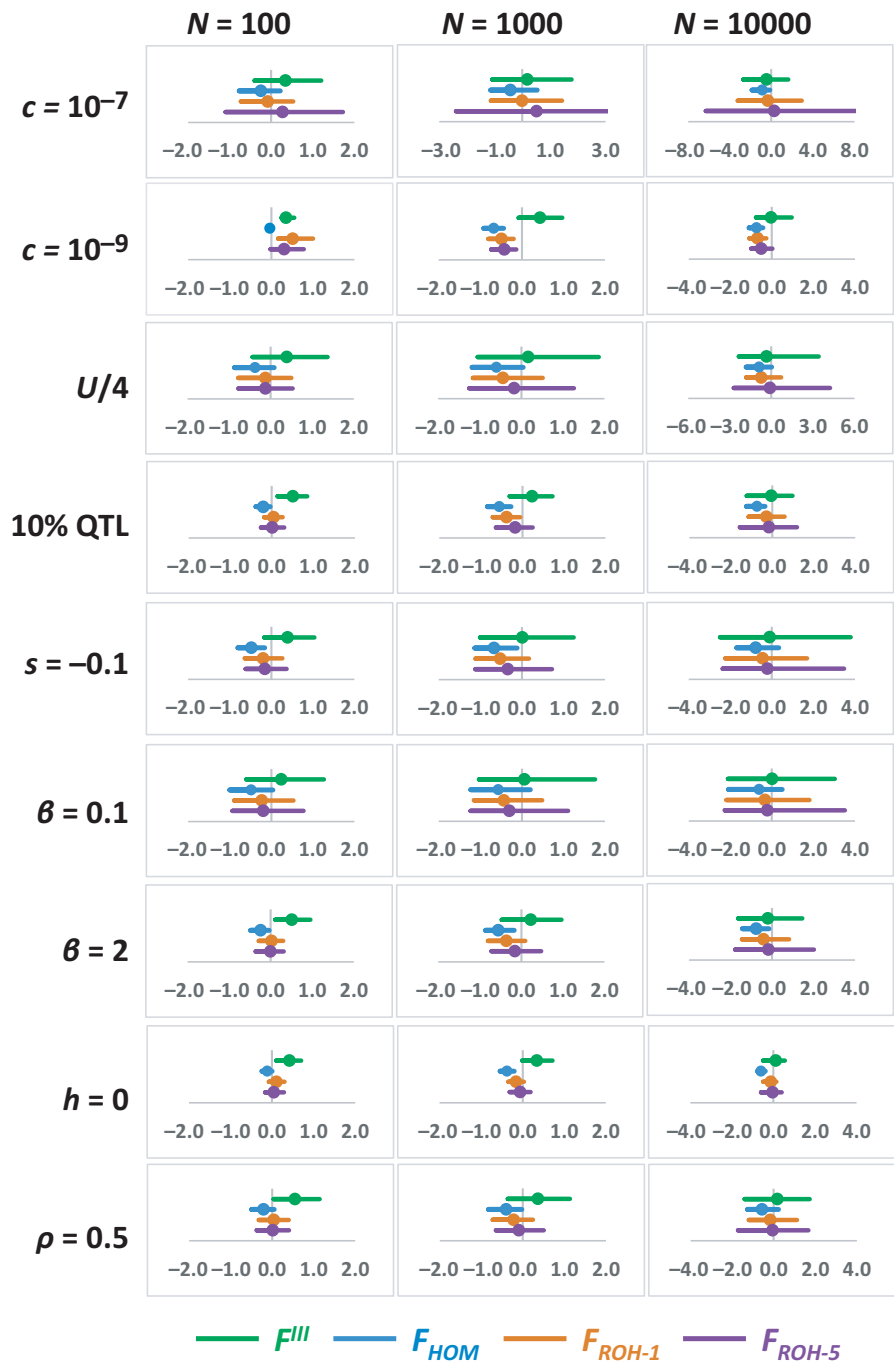 N = 100 N = 1000 N = 10000
c = 10⁻⁷
−2.0 −1.0 0.0 1.0 2.0 −3.0 −1.0 1.0 3.0 −8.0 −4.0 0.0 4.0 8.0
c = 10⁻⁹
−2.0 −1.0 0.0 1.0 2.0 −2.0 −1.0 0.0 1.0 2.0 −4.0 −2.0 0.0 2.0 4.0
U/4
−2.0 −1.0 0.0 1.0 2.0 −2.0 −1.0 0.0 1.0 2.0 −6.0 −3.0 0.0 3.0 6.0
10% QTL
−2.0 −1.0 0.0 1.0 2.0 −2.0 −1.0 0.0 1.0 2.0 −4.0 −2.0 0.0 2.0 4.0
s = −0.1
−2.0 −1.0 0.0 1.0 2.0 −2.0 −1.0 0.0 1.0 2.0 −4.0 −2.0 0.0 2.0 4.0
β = 0.1
−2.0 −1.0 0.0 1.0 2.0 −2.0 −1.0 0.0 1.0 2.0 −4.0 −2.0 0.0 2.0 4.0
β = 2
−2.0 −1.0 0.0 1.0 2.0 −2.0 −1.0 0.0 1.0 2.0 −4.0 −2.0 0.0 2.0 4.0
h = 0
−2.0 −1.0 0.0 1.0 2.0 −2.0 −1.0 0.0 1.0 2.0 −4.0 −2.0 0.0 2.0 4.0
ρ = 0.5
−2.0 −1.0 0.0 1.0 2.0 −2.0 −1.0 0.0 1.0 2.0 −4.0 −2.0 0.0 2.0 4.0
F^III F_HOM F_ROH-1 F_ROH-5